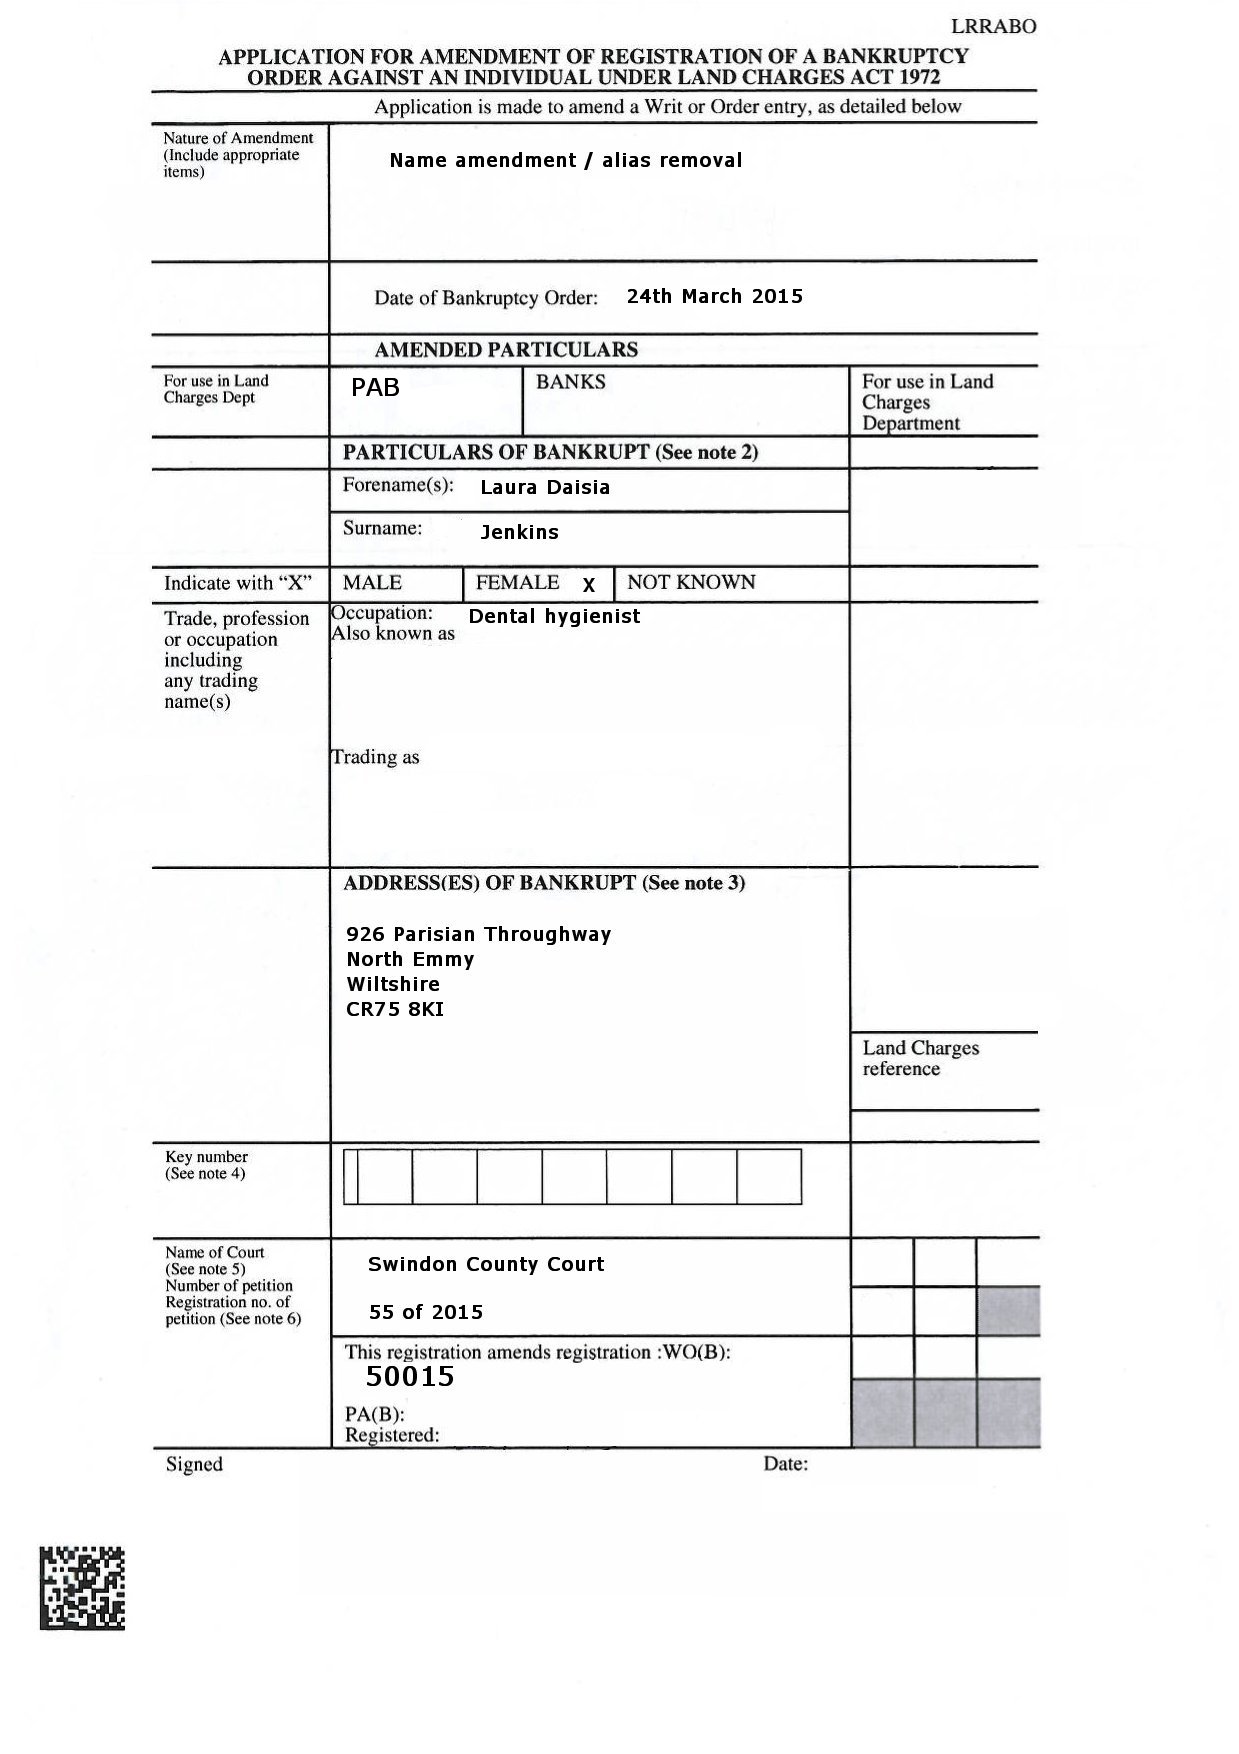 LRRABO
APPLICATION FOR AMENDMENT OF REGISTRATION OF A BANKRUPTCY
ORDER AGAINST AN INDIVIDUAL UNDER LAND CHARGES ACT 1972
Application is made to amend a Writ or Order entry, as detailed below
Nature of Amendment
(Include appropriate
items)
Name amendment / alias removal
Date of Bankruptcy Order: 24th March 2015
AMENDED PARTICULARS
For use in Land
Charges Dept
PAB
BANKS
For use in Land
Charges
Department
PARTICULARS OF BANKRUPT (See note 2)
Forename(s): Laura Daisia
Surname: Jenkins
Indicate with “X” MALE FEMALE X NOT KNOWN
Trade, profession
or occupation
including
any trading
name(s)
Occupation: Dental hygienist
Also known as
Trading as
ADDRESS(ES) OF BANKRUPT (See note 3)
926 Parisian Throughway
North Emmy
Wiltshire
CR75 8KI
Land Charges
reference
Key number
(See note 4)
Name of Court
(See note 5)
Number of petition
Registration no. of
petition (See note 6)
Swindon County Court
55 of 2015
This registration amends registration :WO(B):
50015
PA(B):
Registered:
Signed Date: